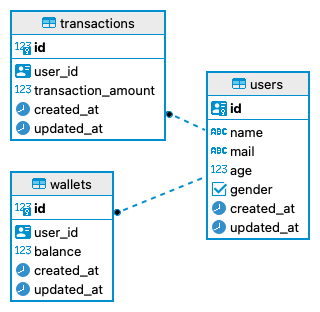 transactions
123 id
user_id
123 transaction_amount
created_at
updated_at
users
id
ABC name
ABC mail
123 age
gender
created_at
updated_at
wallets
123 id
user_id
123 balance
created_at
updated_at